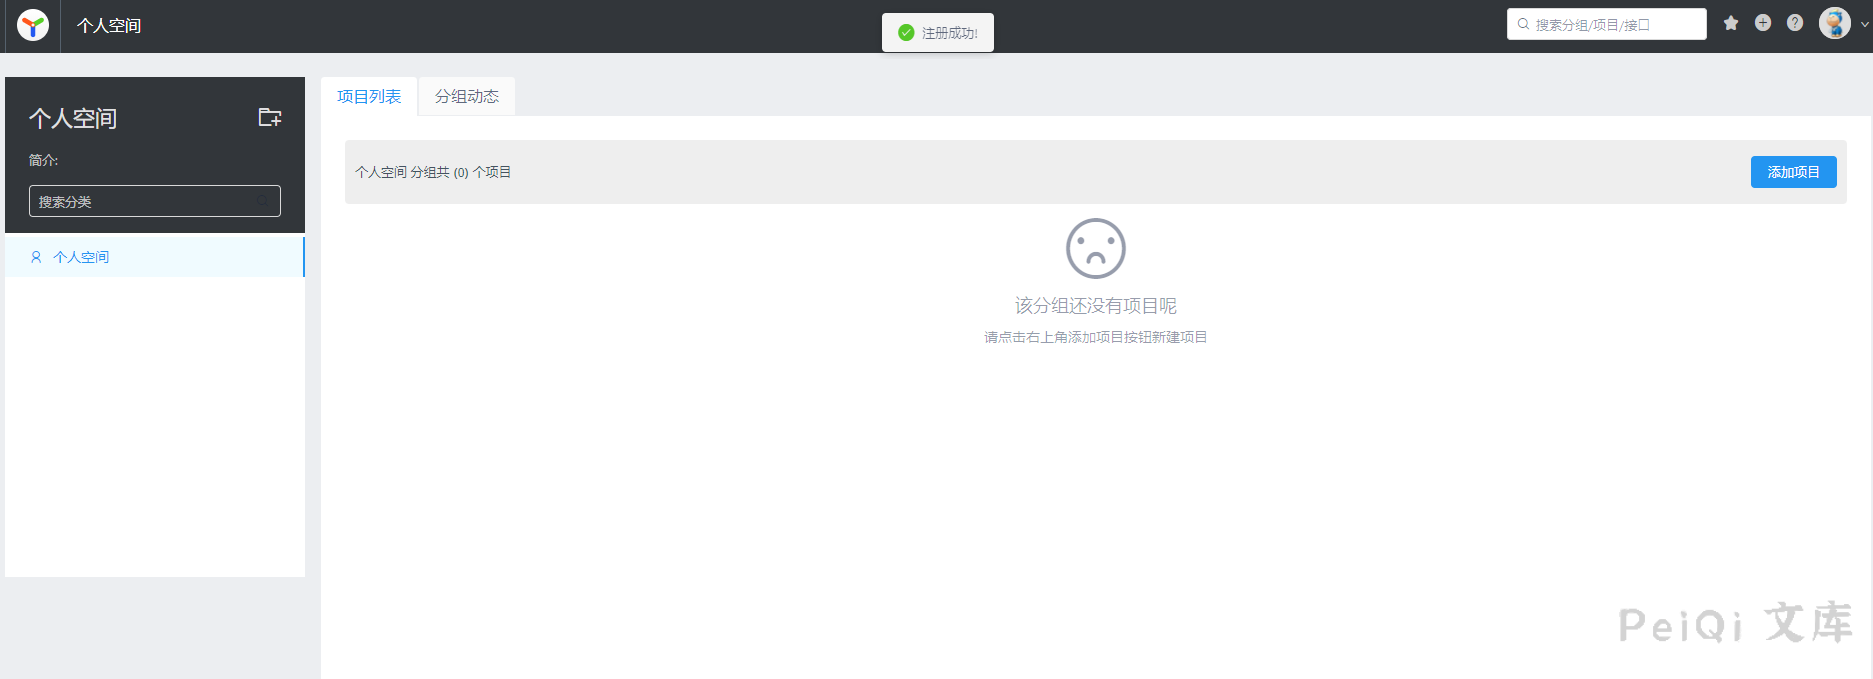 个人空间
注册成功!
搜索分组/项目/接口
个人空间
简介:
搜索分类
个人空间
项目列表
分组动态
个人空间 分组共 (0) 个项目
添加项目
该分组还没有项目呢
请点击右上角添加项目按钮新建项目
PeiQi 文库